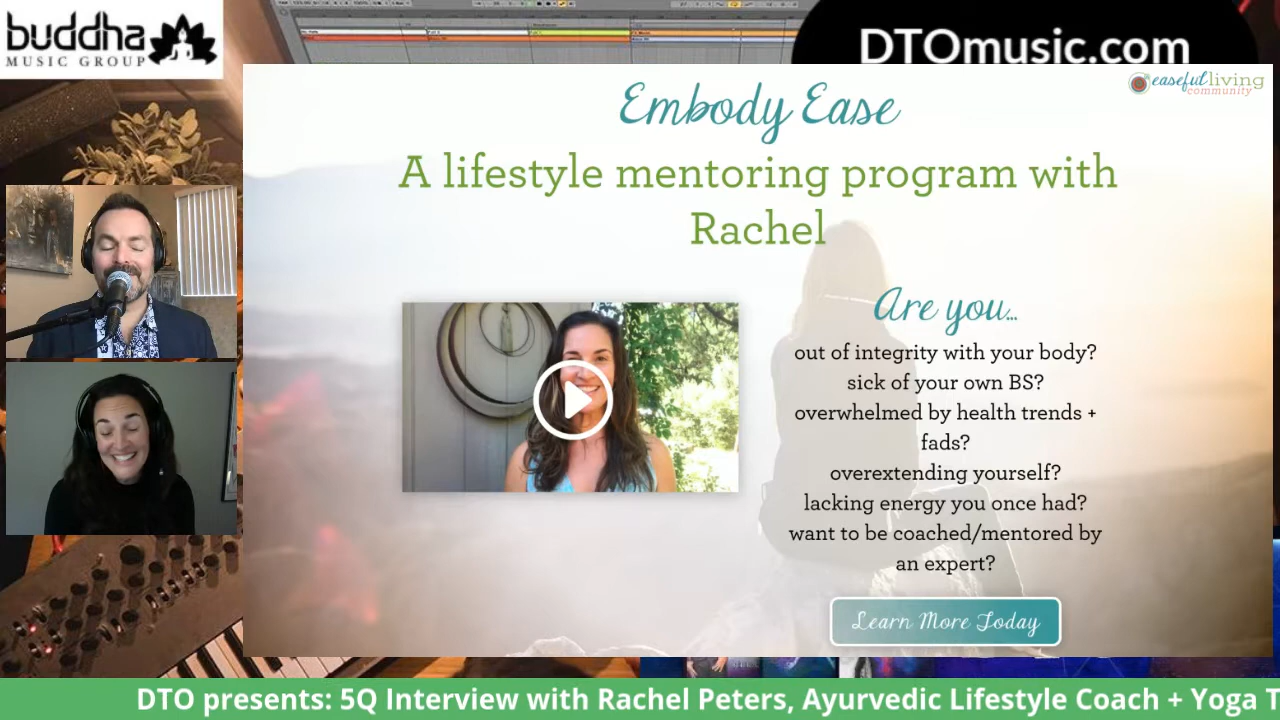 buddha
MUSIC GROUP
DTOmusic.com
easefulliving
community
Embody Ease
A lifestyle mentoring program with
Rachel
Are you...
out of integrity with your body?
sick of your own BS?
overwhelmed by health trends +
fads?
overextending yourself?
lacking energy you once had?
want to be coached/mentored by
an expert?
Learn More Today
DTO presents: 5Q Interview with Rachel Peters, Ayurvedic Lifestyle Coach + Yoga T